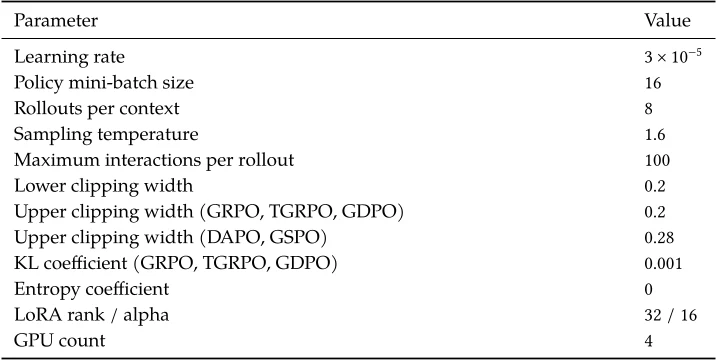 Parameter Value
Learning rate 3 × 10⁻⁵
Policy mini-batch size 16
Rollouts per context 8
Sampling temperature 1.6
Maximum interactions per rollout 100
Lower clipping width 0.2
Upper clipping width (GRPO, TGRPO, GDPO) 0.2
Upper clipping width (DAPO, GSPO) 0.28
KL coefficient (GRPO, TGRPO, GDPO) 0.001
Entropy coefficient 0
LoRA rank / alpha 32 / 16
GPU count 4